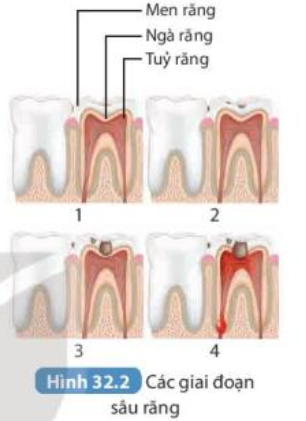 Men răng
Ngà răng
Tuỷ răng
1
2
3
4
Hình 32.2 Các giai đoạn
sâu răng